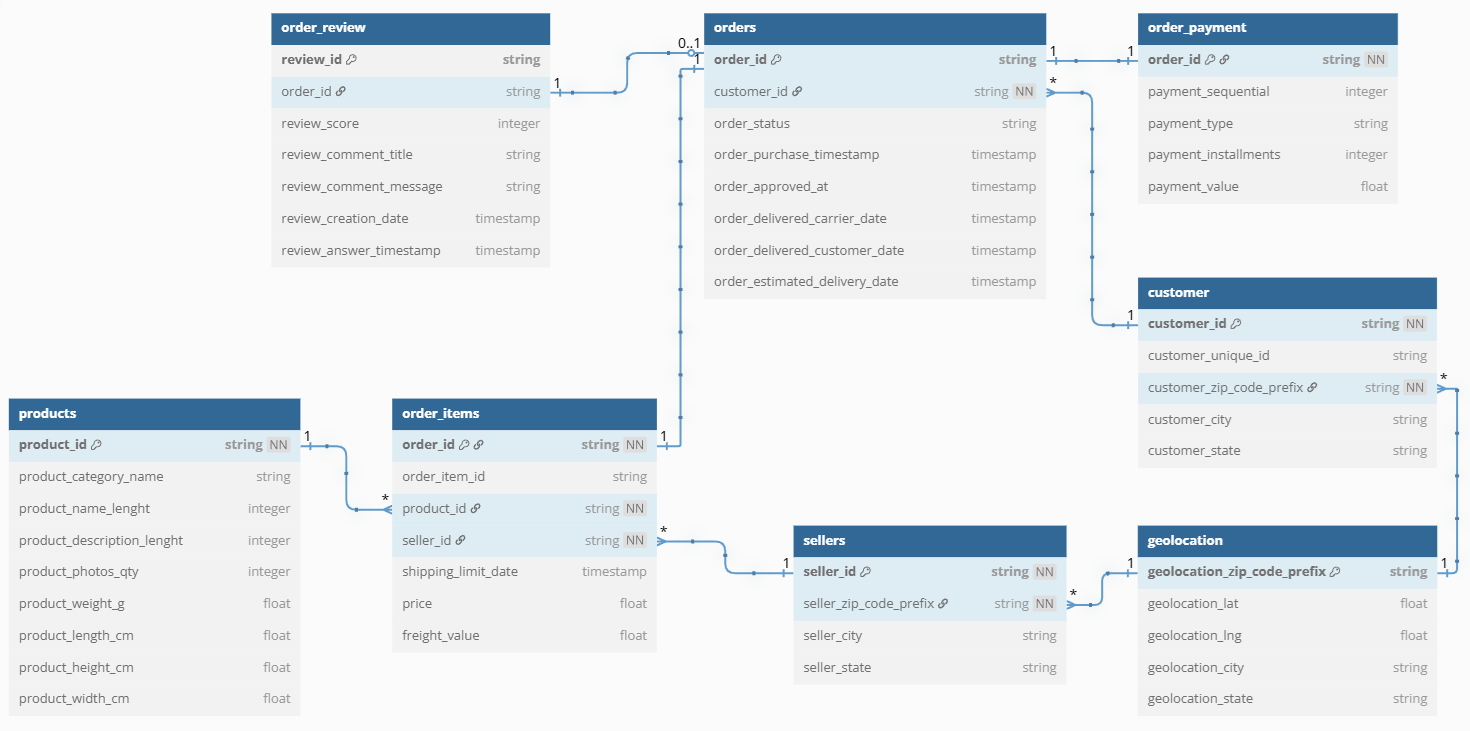 order_review
review_id string
order_id string
review_score integer
review_comment_title string
review_comment_message string
review_creation_date timestamp
review_answer_timestamp timestamp
1
0..1
1
orders
order_id string
customer_id string NN
order_status string
order_purchase_timestamp timestamp
order_approved_at timestamp
order_delivered_carrier_date timestamp
order_delivered_customer_date timestamp
order_estimated_delivery_date timestamp
1
*
1
order_payment
order_id string NN
payment_sequential integer
payment_type string
payment_installments integer
payment_value float
1
customer
customer_id string NN
customer_unique_id string
customer_zip_code_prefix string NN
customer_city string
customer_state string
*
products
product_id string NN
product_category_name string
product_name_lenght integer
product_description_lenght integer
product_photos_qty integer
product_weight_g float
product_length_cm float
product_height_cm float
product_width_cm float
1
*
order_items
order_id string NN
order_item_id string
product_id string NN
seller_id string NN
shipping_limit_date timestamp
price float
freight_value float
1
*
1
sellers
seller_id string NN
seller_zip_code_prefix string NN
seller_city string
seller_state string
*
1
geolocation
geolocation_zip_code_prefix string
geolocation_lat float
geolocation_lng float
geolocation_city string
geolocation_state string
1